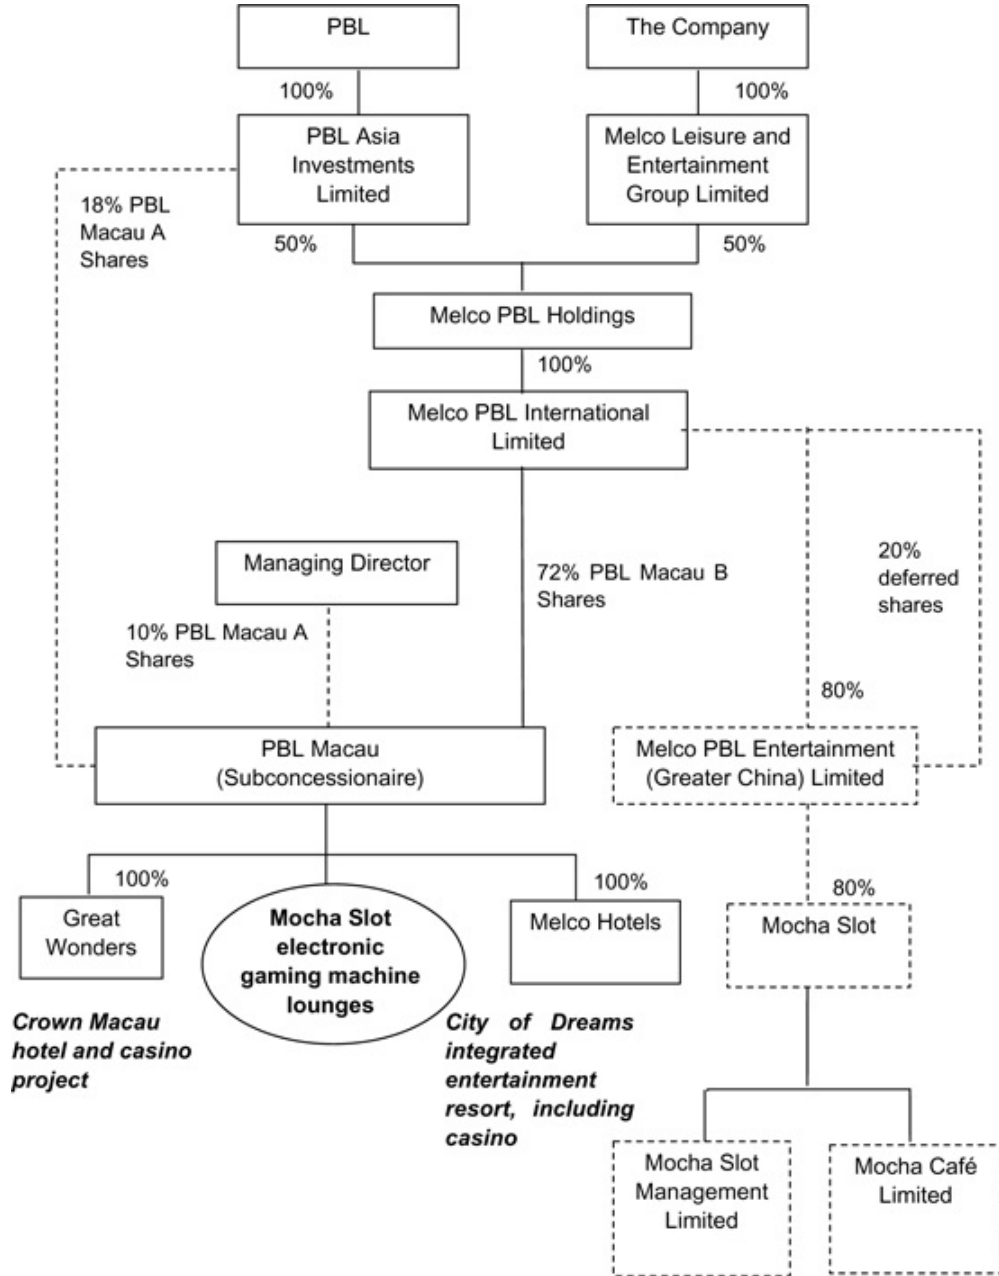 PBL
The Company
100%
100%
PBL Asia
Investments
Limited
Melco Leisure and
Entertainment
Group Limited
18% PBL
Macau A
Shares
50%
50%
Melco PBL Holdings
100%
Melco PBL International
Limited
Managing Director
72% PBL Macau B
Shares
20%
deferred
shares
10% PBL Macau A
Shares
80%
PBL Macau
(Subconcessionaire)
Melco PBL Entertainment
(Greater China) Limited
100%
100%
80%
Great
Wonders
Mocha Slot
electronic
gaming machine
lounges
Melco Hotels
Mocha Slot
Crown Macau
hotel and casino
project
City of Dreams
integrated
entertainment
resort, including
casino
Mocha Slot
Management
Limited
Mocha Café
Limited